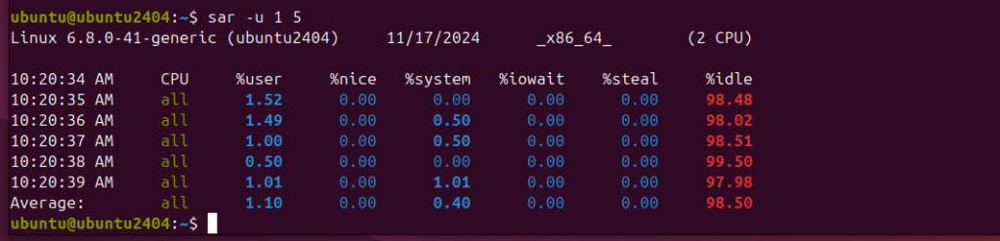 ubuntu@ubuntu2404:~$ sar -u 1 5
Linux 6.8.0-41-generic (ubuntu2404) 11/17/2024 _x86_64_ (2 CPU)
10:20:34 AM CPU %user %nice %system %iowait %steal %idle
10:20:35 AM all 1.52 0.00 0.00 0.00 0.00 98.48
10:20:36 AM all 1.49 0.00 0.50 0.00 0.00 98.02
10:20:37 AM all 1.00 0.00 0.50 0.00 0.00 98.51
10:20:38 AM all 0.50 0.00 0.00 0.00 0.00 99.50
10:20:39 AM all 1.01 0.00 1.01 0.00 0.00 97.98
Average: all 1.10 0.00 0.40 0.00 0.00 98.50
ubuntu@ubuntu2404:~$